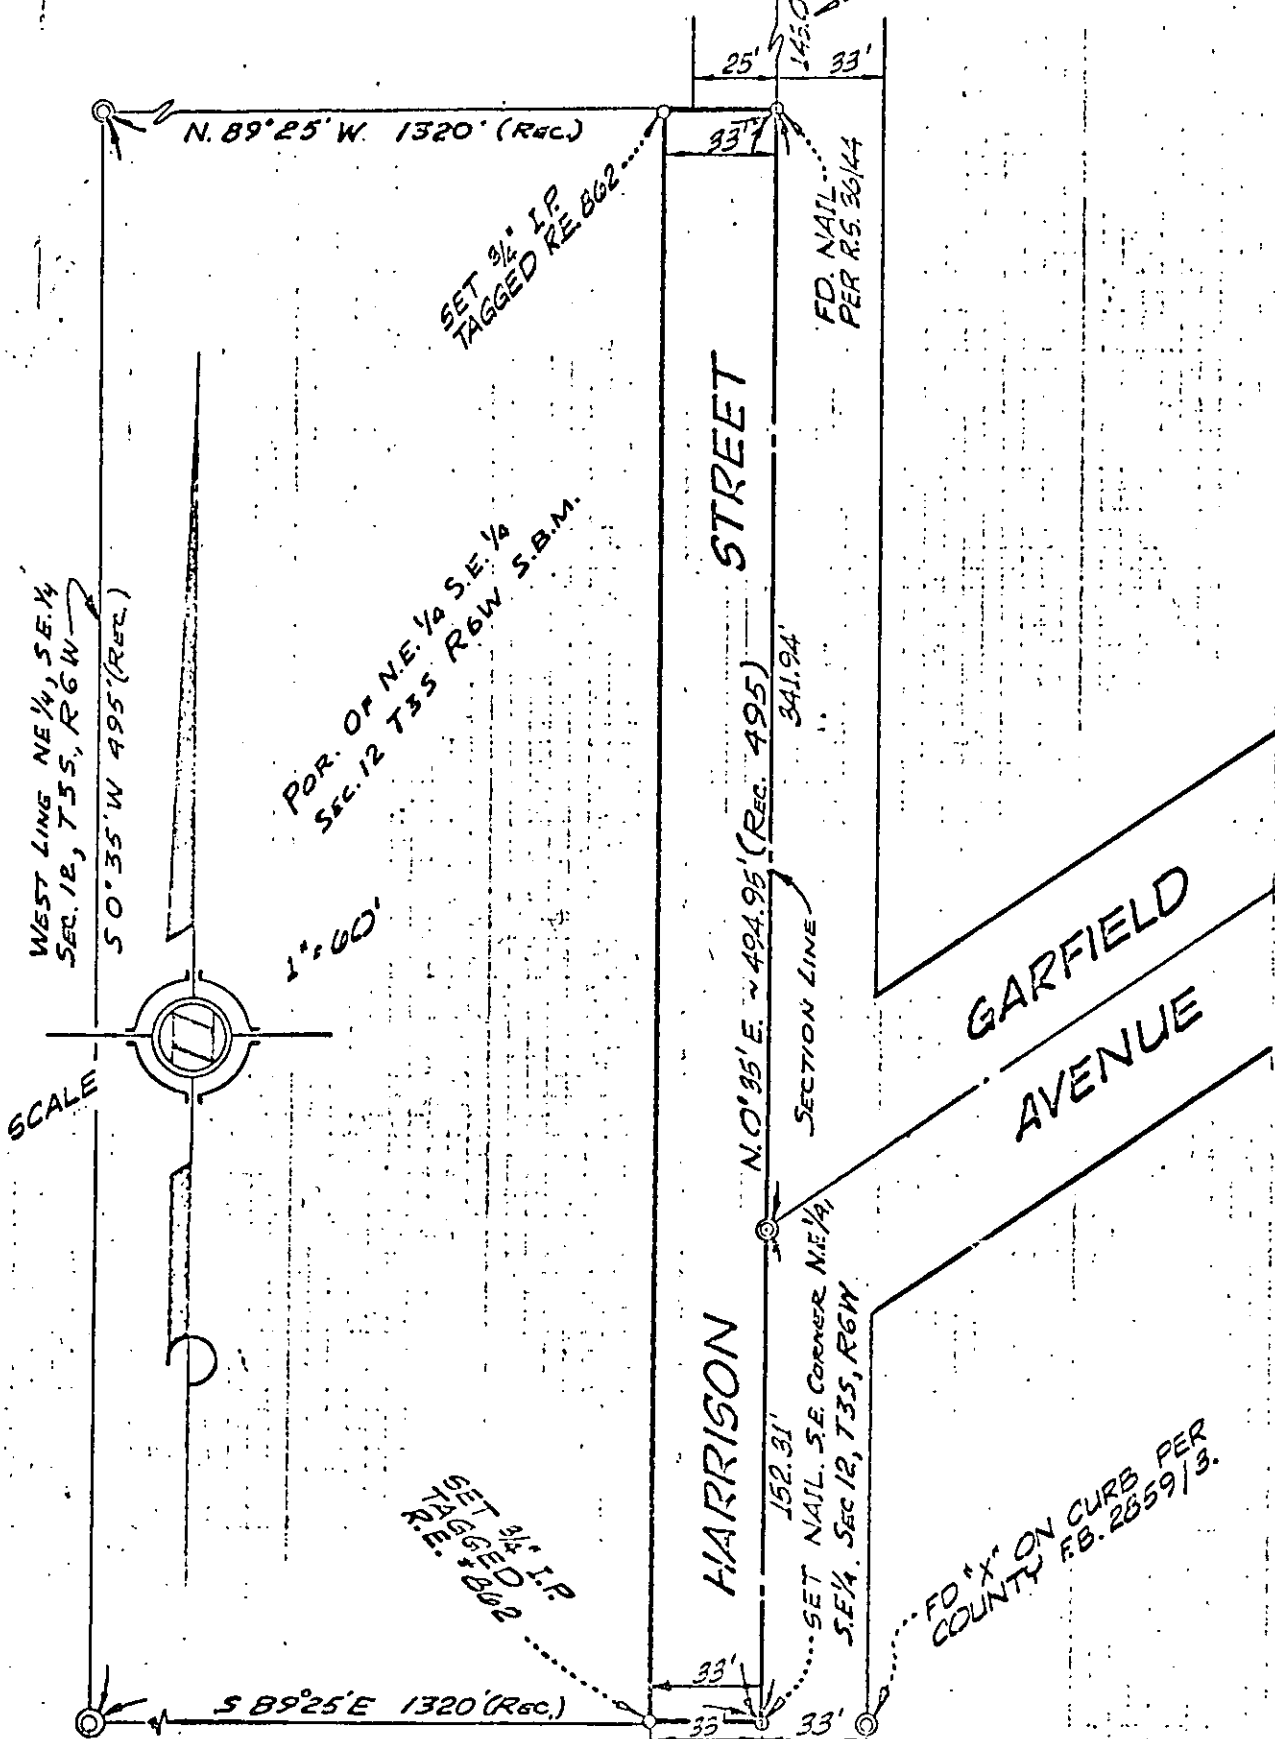 145.0
25'
33'
N. 89°25' W. 1320' (REC.)
33'
SET 3/4" I.P.
TAGGED R.E. 862
FD. NAIL
PER R.S. 36/44
STREET
WEST LINE NE 1/4, S.E. 1/4
SEC. 12, T3S, R6W
S 0°35' W 495' (REC.)
POR. OF N.E. 1/4 S.E. 1/4
SEC. 12 T3S R6W S.B.M.
N. 0°35' E. ~ 494.95' (REC. 495)
341.94'
1"=60'
SCALE
SECTION LINE
GARFIELD
AVENUE
HARRISON
152.31'
SET NAIL. S.E. CORNER N.E. 1/4,
S.E. 1/4. SEC 12, T3S, R6W
SET 3/4" I.P.
TAGGED
R.E. #862
FD "X" ON CURB PER
COUNTY F.B. 2859/3.
33'
S 89°25' E 1320' (REC.)
33'
33'